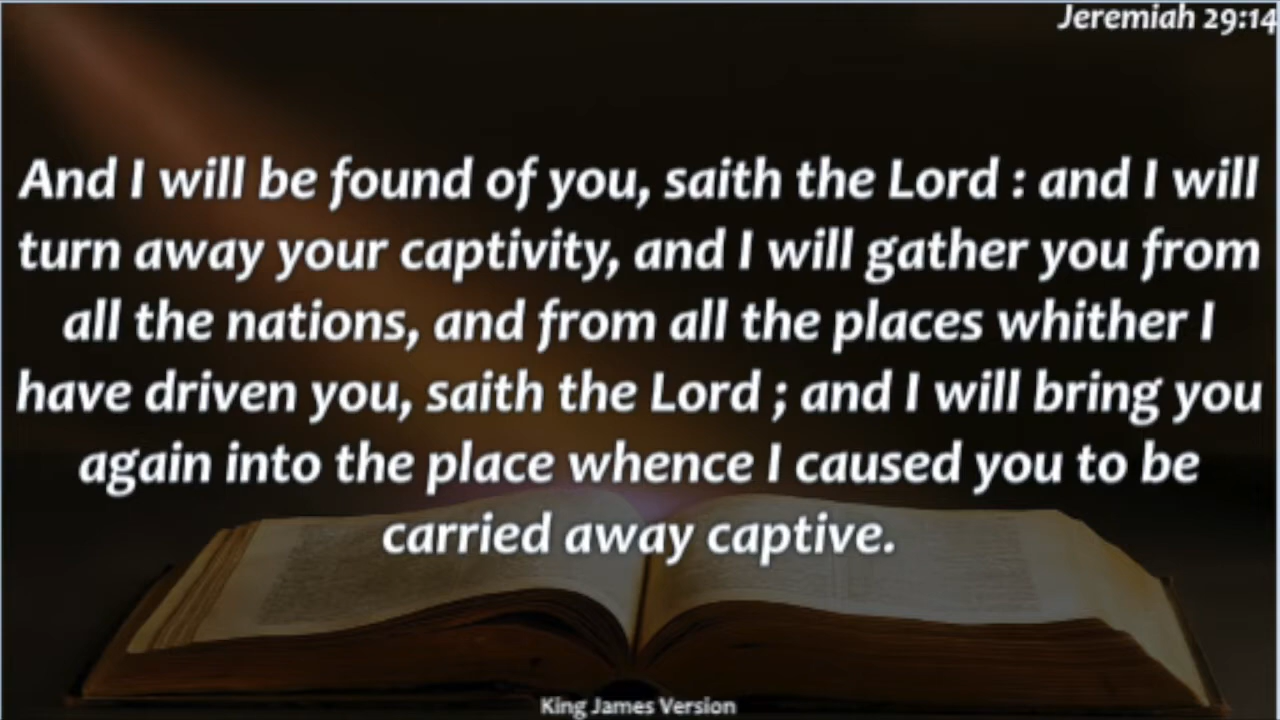 Jeremiah 29:14
And I will be found of you, saith the Lord : and I will
turn away your captivity, and I will gather you from
all the nations, and from all the places whither I
have driven you, saith the Lord ; and I will bring you
again into the place whence I caused you to be
carried away captive.
King James Version